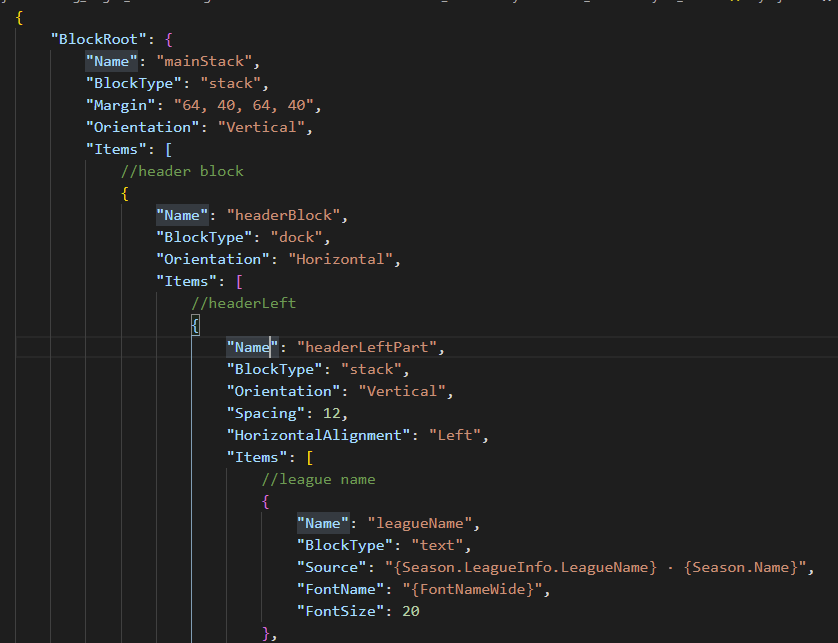 {
"BlockRoot": {
"Name": "mainStack",
"BlockType": "stack",
"Margin": "64, 40, 64, 40",
"Orientation": "Vertical",
"Items": [
//header block
{
"Name": "headerBlock",
"BlockType": "dock",
"Orientation": "Horizontal",
"Items": [
//headerLeft
{
"Name": "headerLeftPart",
"BlockType": "stack",
"Orientation": "Vertical",
"Spacing": 12,
"HorizontalAlignment": "Left",
"Items": [
//league name
{
"Name": "leagueName",
"BlockType": "text",
"Source": "{Season.LeagueInfo.LeagueName} · {Season.Name}",
"FontName": "{FontNameWide}",
"FontSize": 20
},